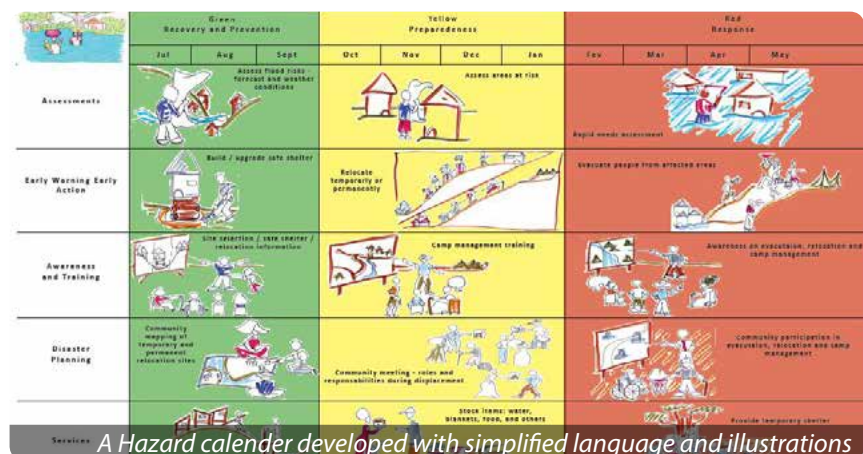 Green
Recovery and Prevention
Yellow
Preparedeness
Red
Response
Jul Aug Sept Oct Nov Dec Jan Fev Mar Apr May
Assessments
Assess flood risks -
forecast and weather
conditions
Assess areas at risk
Rapid needs assessment
Early Warning Early
Action
Build / upgrade safe shelter
Relocate
temporarily or
permanently
Evacuate people from affected areas
Awareness
and Training
Site selection / safe shelter /
relocation information
Camp management training
Awareness on evacuation, relocation and
camp management
Disaster
Planning
Community
mapping of
temporary and
permanent
relocation sites
Community meeting - roles and
responsibilities during displacement
Community participation in
evacuation, relocation and camp
management
Services
Stock items: water,
blankets, food, and others
Provide temporary shelter
A Hazard calender developed with simplified language and illustrations